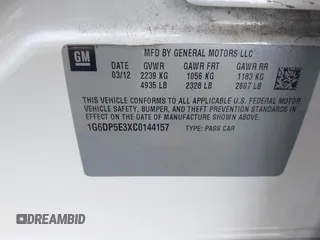 GM
MFD BY GENERAL MOTORS LLC
DATE GVWR GAWR FRT GAWR RR
03/12 2239 KG 1056 KG 1183 KG
4935 LB 2328 LB 2607 LB
THIS VEHICLE CONFORMS TO ALL APPLICABLE U.S. FEDERAL MOTOR
VEHICLE SAFETY, BUMPER, AND THEFT PREVENTION STANDARDS IN
EFFECT ON THE DATE OF MANUFACTURE SHOWN ABOVE.
1G6DP5E3XC0144157 TYPE: PASS CAR
DREAMBID